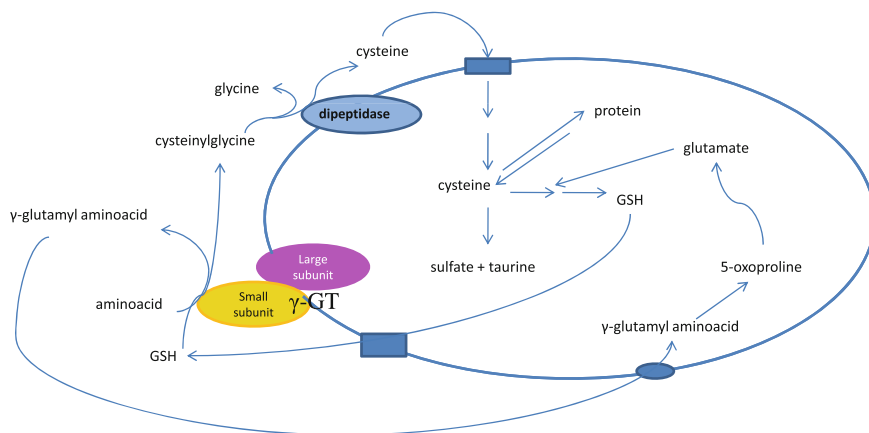 cysteine
glycine
dipeptidase
protein
cysteinylglycine
glutamate
cysteine
GSH
γ-glutamyl aminoacid
Large
subunit
sulfate + taurine
5-oxoproline
aminoacid
Small
subunit
γ-GT
γ-glutamyl aminoacid
GSH